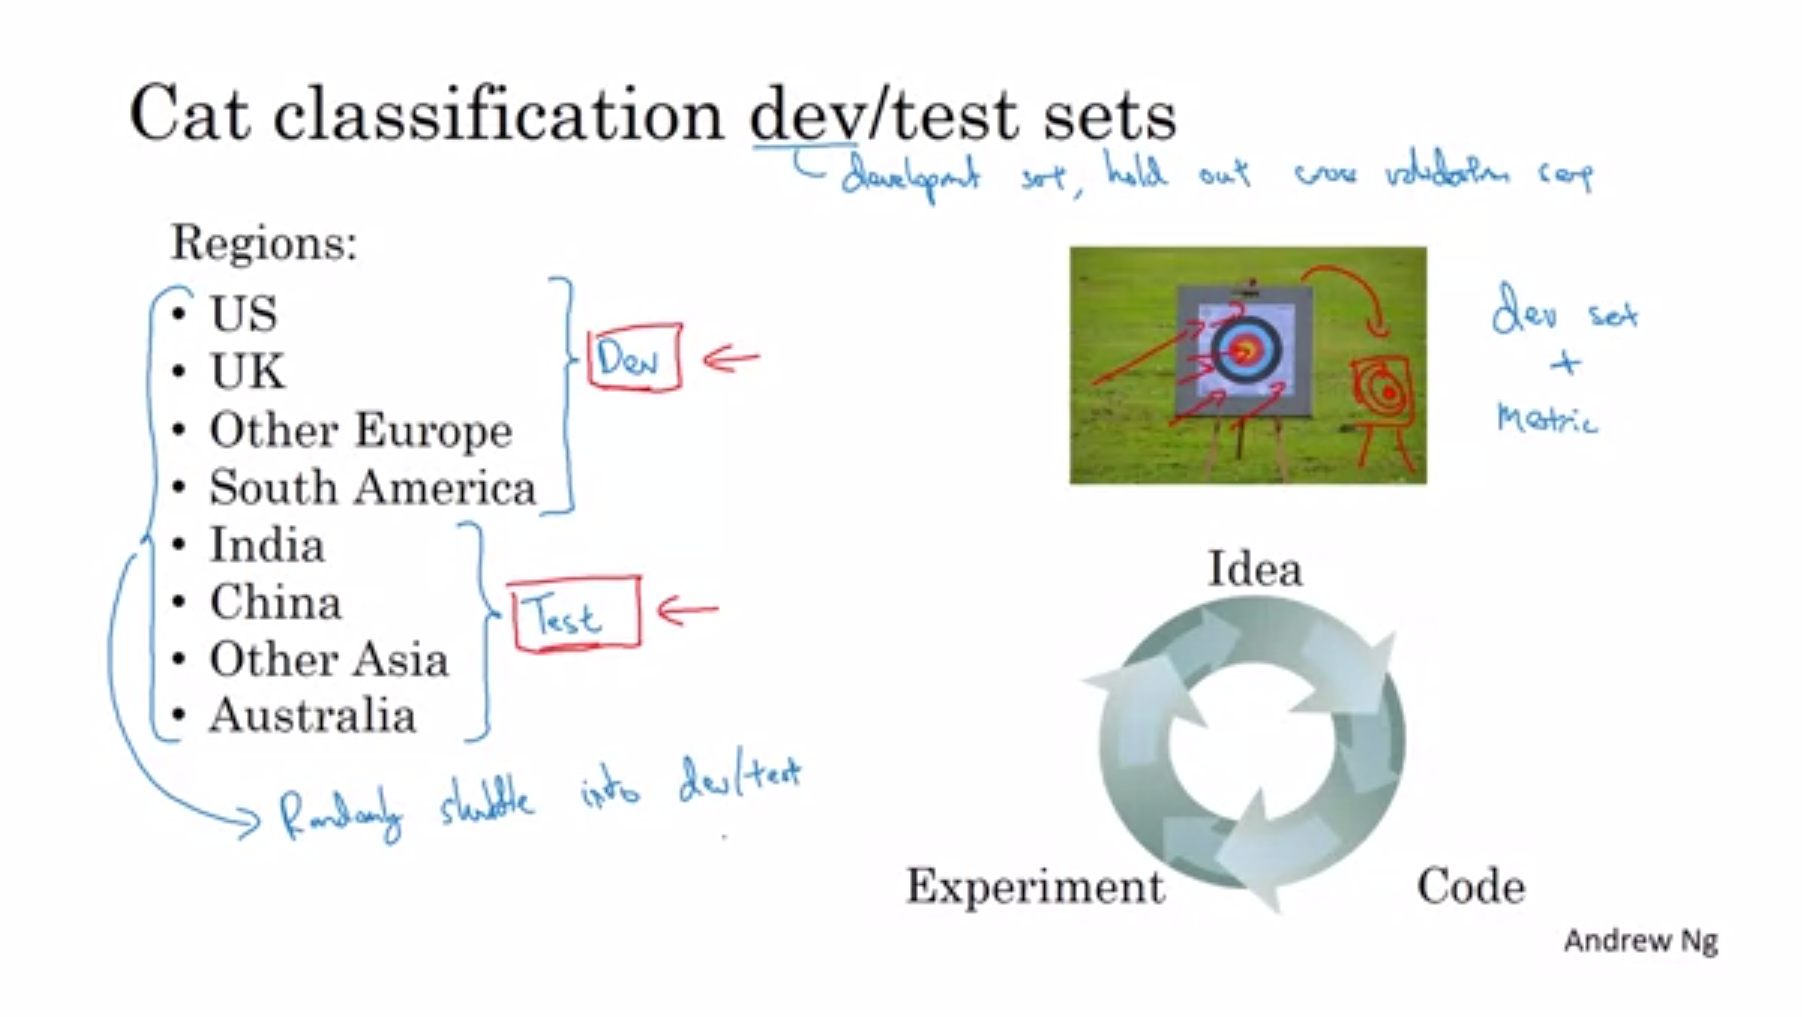 Cat classification dev/test sets
development set, hold out cross validation
Regions:
• US
• UK
• Other Europe
• South America
• India
• China
• Other Asia
• Australia
Dev
Test
Randomly shuffle into dev/test
dev set
+
Metric
Idea
Code
Experiment
Andrew Ng